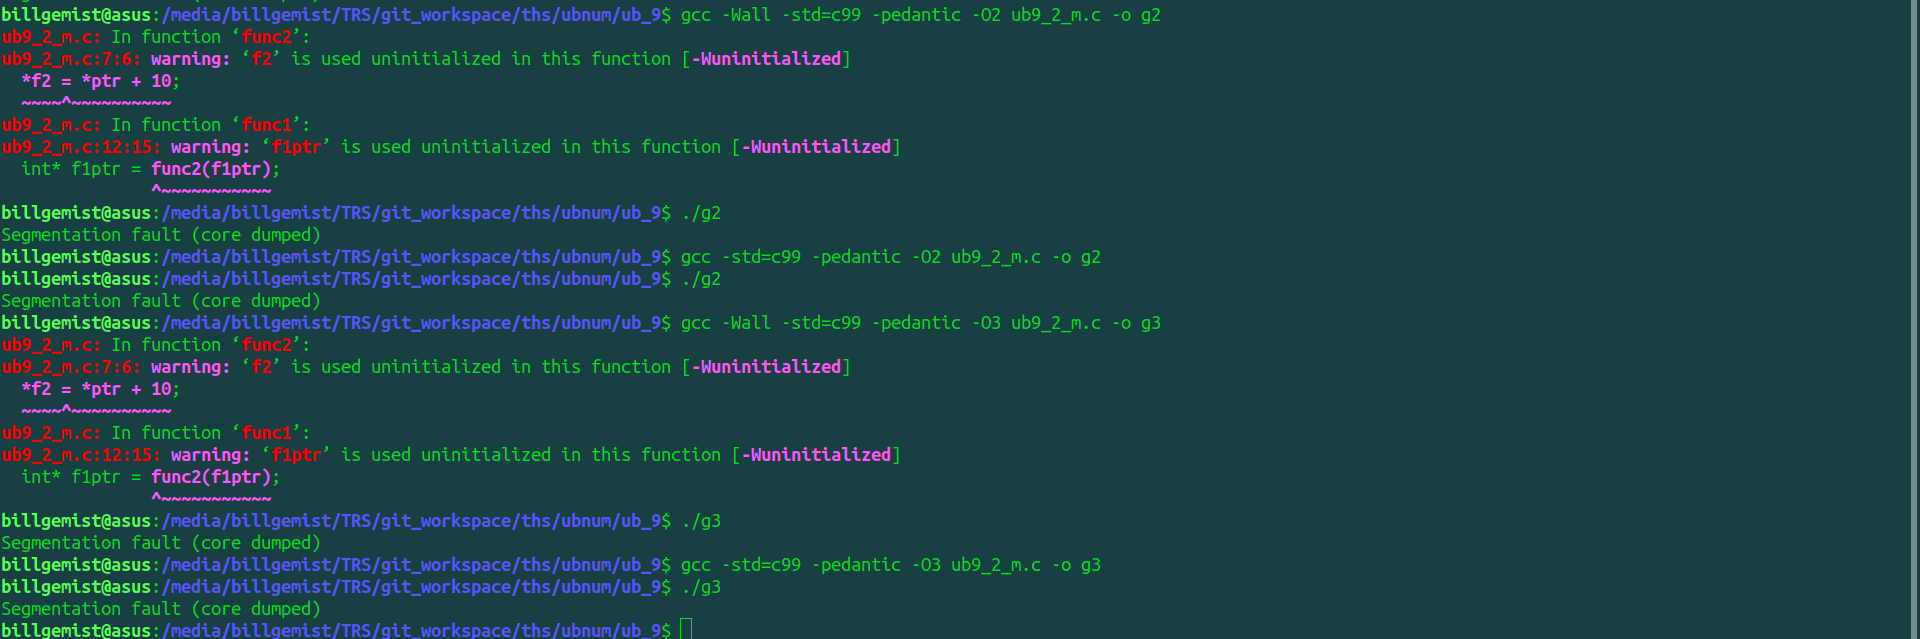 billgemist@asus:/media/billgemist/TRS/git_workspace/ths/ubnum/ub_9$ gcc -Wall -std=c99 -pedantic -O2 ub9_2_m.c -o g2
ub9_2_m.c: In function ‘func2’:
ub9_2_m.c:7:6: warning: ‘f2’ is used uninitialized in this function [-Wuninitialized]
  *f2 = *ptr + 10;
  ~~~~^~~~~~~~~~~
ub9_2_m.c: In function ‘func1’:
ub9_2_m.c:12:15: warning: ‘f1ptr’ is used uninitialized in this function [-Wuninitialized]
  int* f1ptr = func2(f1ptr);
               ^~~~~~~~~~~~
billgemist@asus:/media/billgemist/TRS/git_workspace/ths/ubnum/ub_9$ ./g2
Segmentation fault (core dumped)
billgemist@asus:/media/billgemist/TRS/git_workspace/ths/ubnum/ub_9$ gcc -std=c99 -pedantic -O2 ub9_2_m.c -o g2
billgemist@asus:/media/billgemist/TRS/git_workspace/ths/ubnum/ub_9$ ./g2
Segmentation fault (core dumped)
billgemist@asus:/media/billgemist/TRS/git_workspace/ths/ubnum/ub_9$ gcc -Wall -std=c99 -pedantic -O3 ub9_2_m.c -o g3
ub9_2_m.c: In function ‘func2’:
ub9_2_m.c:7:6: warning: ‘f2’ is used uninitialized in this function [-Wuninitialized]
  *f2 = *ptr + 10;
  ~~~~^~~~~~~~~~~
ub9_2_m.c: In function ‘func1’:
ub9_2_m.c:12:15: warning: ‘f1ptr’ is used uninitialized in this function [-Wuninitialized]
  int* f1ptr = func2(f1ptr);
               ^~~~~~~~~~~~
billgemist@asus:/media/billgemist/TRS/git_workspace/ths/ubnum/ub_9$ ./g3
Segmentation fault (core dumped)
billgemist@asus:/media/billgemist/TRS/git_workspace/ths/ubnum/ub_9$ gcc -std=c99 -pedantic -O3 ub9_2_m.c -o g3
billgemist@asus:/media/billgemist/TRS/git_workspace/ths/ubnum/ub_9$ ./g3
Segmentation fault (core dumped)
billgemist@asus:/media/billgemist/TRS/git_workspace/ths/ubnum/ub_9$